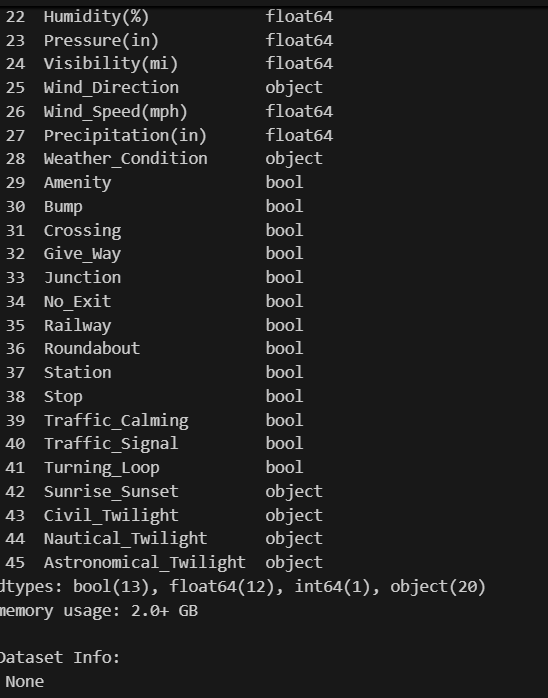 22 Humidity(%) float64
23 Pressure(in) float64
24 Visibility(mi) float64
25 Wind_Direction object
26 Wind_Speed(mph) float64
27 Precipitation(in) float64
28 Weather_Condition object
29 Amenity bool
30 Bump bool
31 Crossing bool
32 Give_Way bool
33 Junction bool
34 No_Exit bool
35 Railway bool
36 Roundabout bool
37 Station bool
38 Stop bool
39 Traffic_Calming bool
40 Traffic_Signal bool
41 Turning_Loop bool
42 Sunrise_Sunset object
43 Civil_Twilight object
44 Nautical_Twilight object
45 Astronomical_Twilight object
dtypes: bool(13), float64(12), int64(1), object(20)
memory usage: 2.0+ GB
Dataset Info:
None